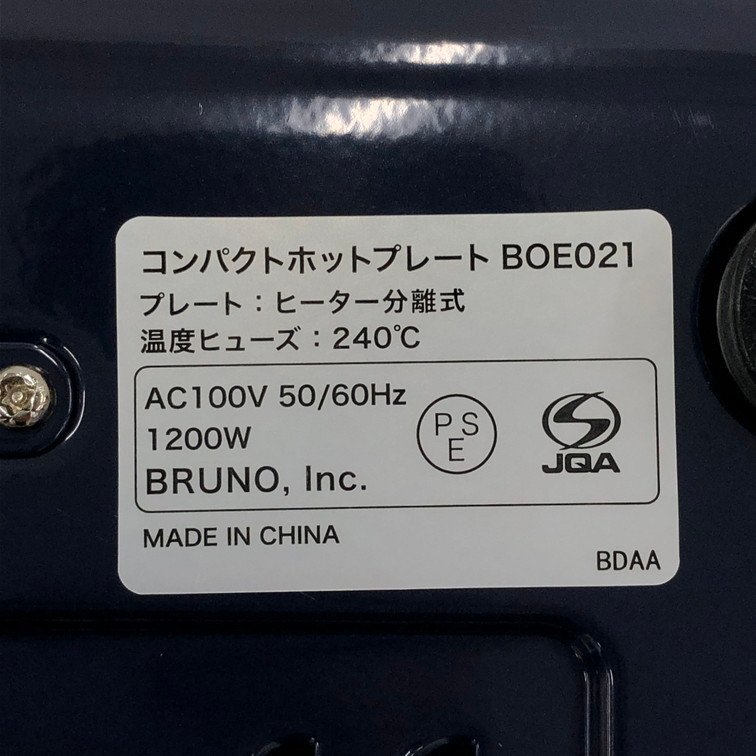 コンパクトホットプレート BOE021
プレート：ヒーター分離式
温度ヒューズ：240℃
AC100V 50/60Hz
1200W
BRUNO, Inc.
PS
E
JQA
MADE IN CHINA
BDAA